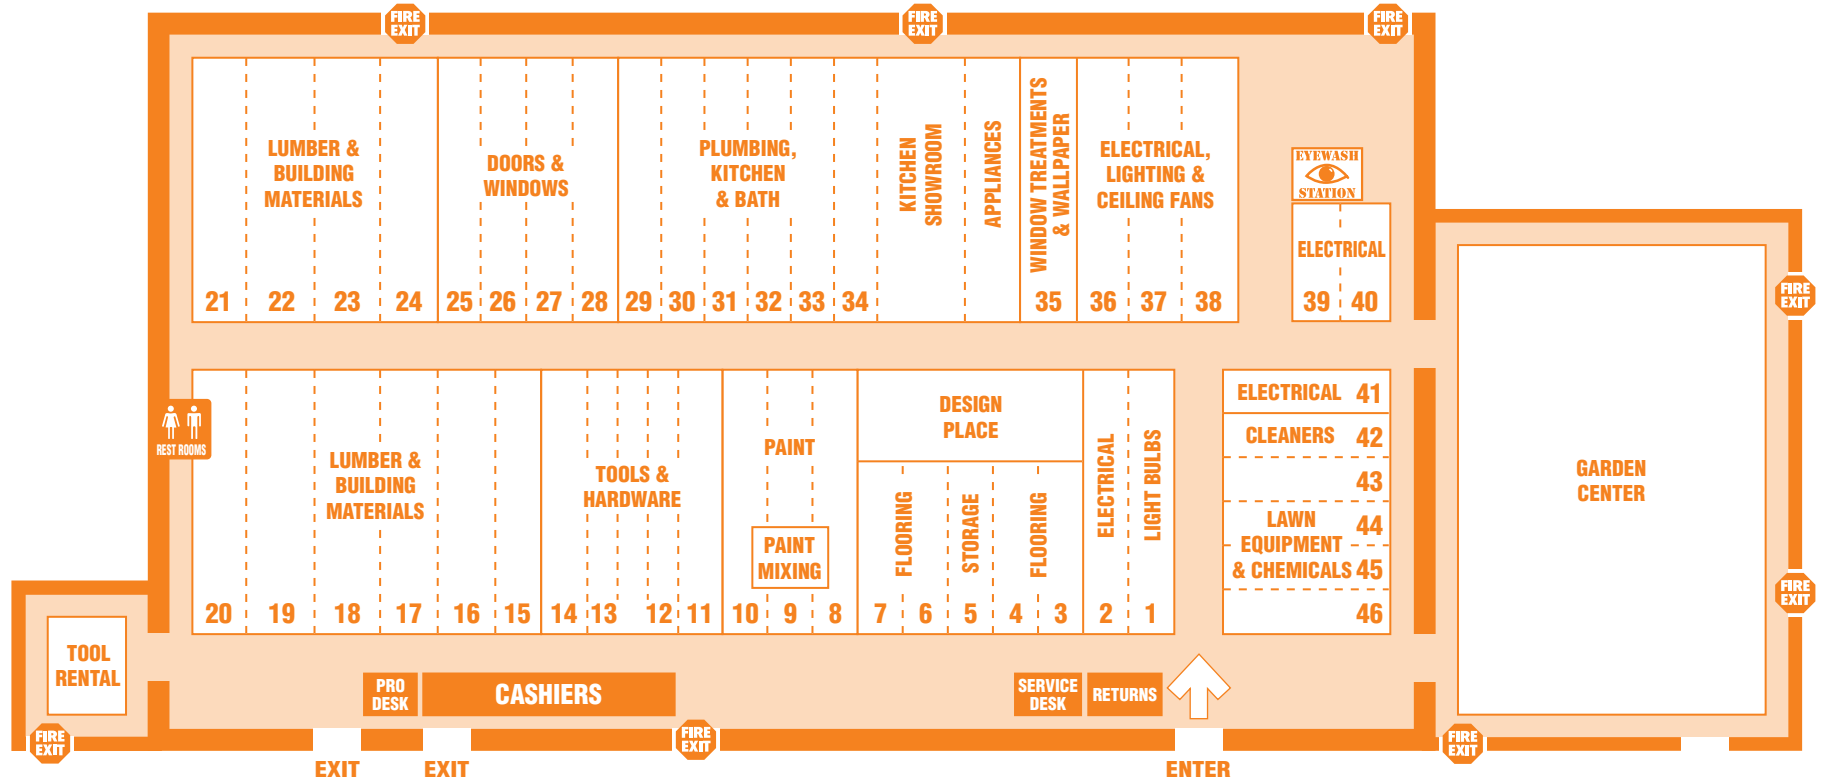 FIRE
EXIT
FIRE
EXIT
FIRE
EXIT
LUMBER &
BUILDING
MATERIALS
DOORS &
WINDOWS
PLUMBING,
KITCHEN
& BATH
KITCHEN
SHOWROOM
APPLIANCES
WINDOW TREATMENTS
& WALLPAPER
ELECTRICAL,
LIGHTING &
CEILING FANS
EYEWASH
STATION
ELECTRICAL
21 22 23 24 25 26 27 28 29 30 31 32 33 34 35 36 37 38 39 40
FIRE
EXIT
REST ROOMS
LUMBER &
BUILDING
MATERIALS
TOOLS &
HARDWARE
PAINT
PAINT
MIXING
DESIGN
PLACE
FLOORING
STORAGE
FLOORING
ELECTRICAL
LIGHT BULBS
20 19 18 17 16 15 14 13 12 11 10 9 8 7 6 5 4 3 2 1
ELECTRICAL 41
CLEANERS 42
43
LAWN 44
EQUIPMENT
& CHEMICALS 45
46
GARDEN
CENTER
FIRE
EXIT
TOOL
RENTAL
PRO
DESK
CASHIERS
SERVICE
DESK
RETURNS
FIRE
EXIT
FIRE
EXIT
FIRE
EXIT
EXIT
EXIT
ENTER